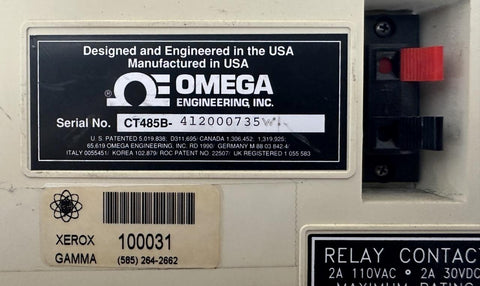 Designed and Engineered in the USA
Manufactured in USA
® OMEGA
ENGINEERING, INC.
Serial No. CT485B- 412000735
U.S. PATENTED 5.019.838: D311.695: CANADA 1.306.452: 1.319.925:
65.619 OMEGA ENGINEERING, INC. RD 1990: GERMANY M 88 03 842.4/
ITALY 0055451/ KOREA 102.879/ ROC PATENT NO. 22507/ UK REGISTERED 1 055 583
XEROX 100031
GAMMA (585) 264-2662
RELAY CONTACT
2A 110VAC • 2A 30VDC
MAXIMUM RATING